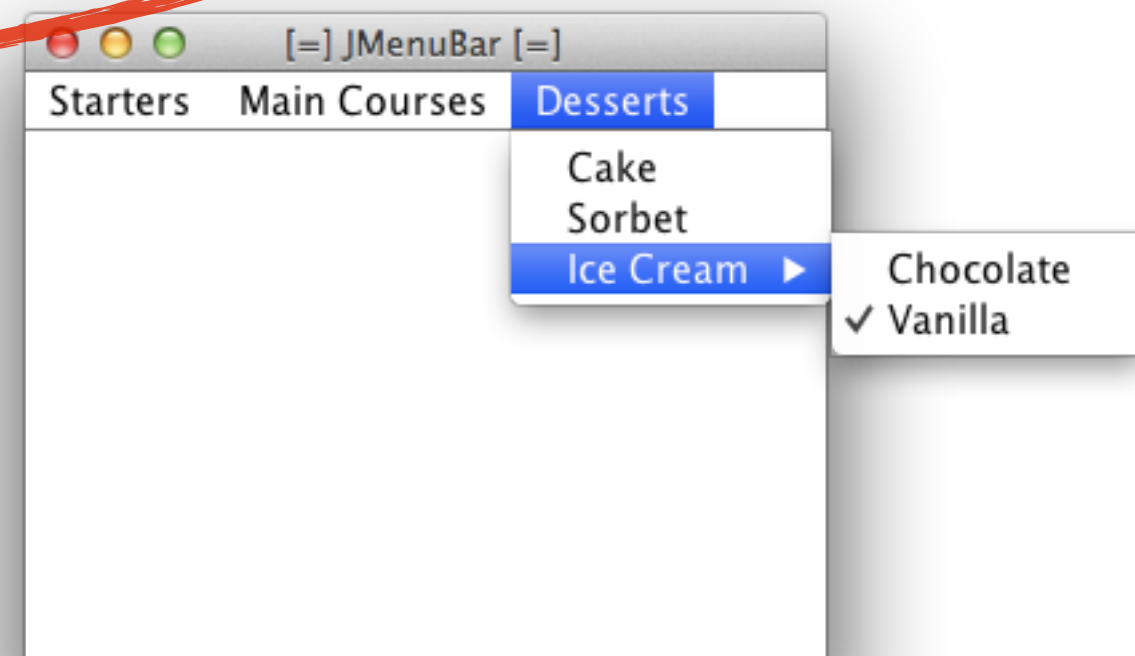 [=] JMenuBar [=]
Starters Main Courses Desserts
Cake
Sorbet
Ice Cream
Chocolate
Vanilla